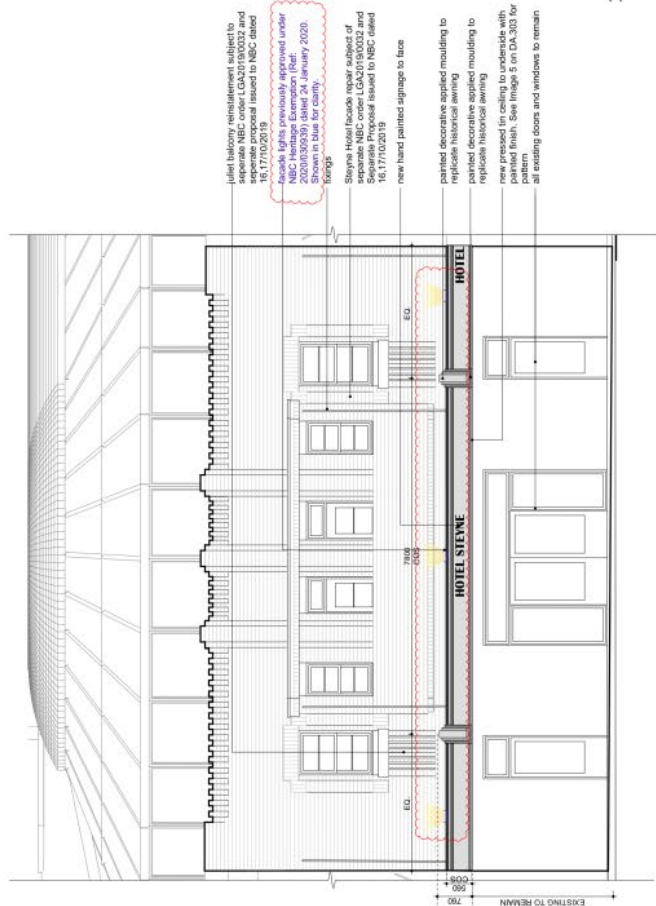 juliet balcony reinstatement subject to
seperate NBC order LGA2019/0032 and
seperate proposal issued to NBC dated
16,17/10/2019
facade lights previously approved under
NBC Heritage Exemption (Ref:
2020/030939) dated 24 January 2020.
Shown in blue for clarity.
fixings
Steyne Hotel facade repair subject of
separate NBC order LGA2019/0032 and
Separate Proposal issued to NBC dated
16,17/10/2019
new hand painted signage to face
painted decorative applied moulding to
replicate historical awning
painted decorative applied moulding to
replicate historical awning
new pressed tin ceiling to underside with
painted finish. See Image 5 on DA.303 for
pattern
all existing doors and windows to remain
EQ.
7800
COS
EQ.
HOTEL STEYNE
HOTEL
760
560
COS
EXISTING TO REMAIN